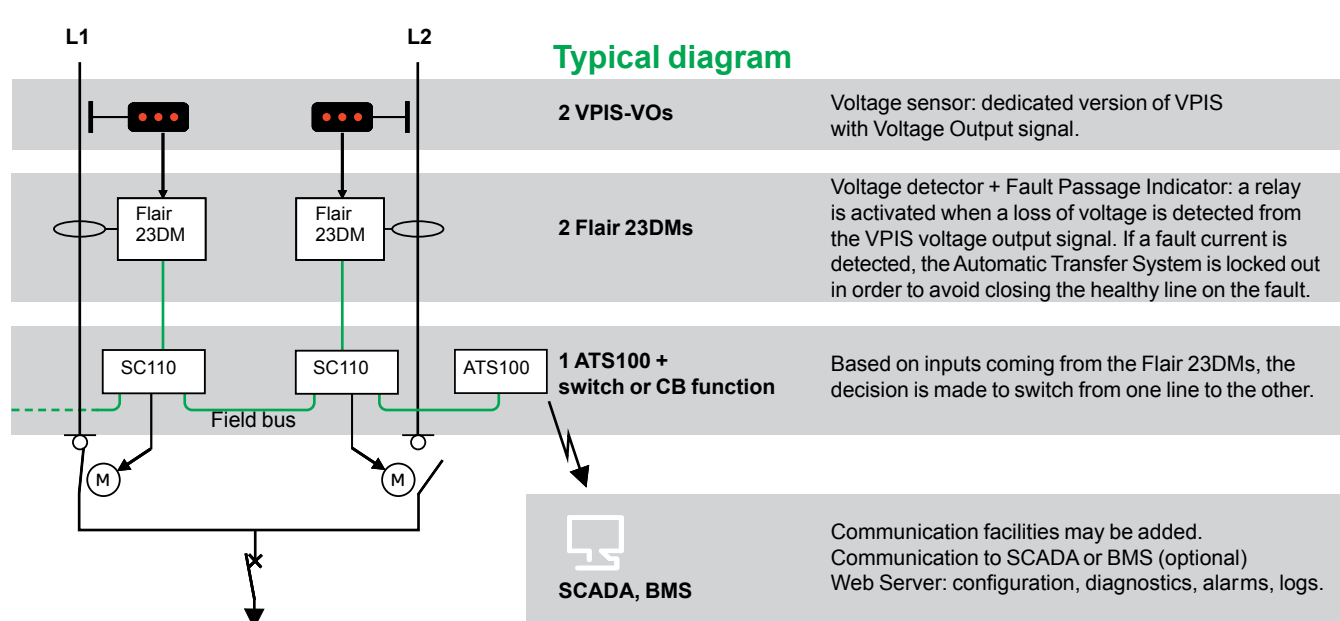 L1
L2
Typical diagram
2 VPIS-VOs
Voltage sensor: dedicated version of VPIS
with Voltage Output signal.
Flair
23DM
Flair
23DM
2 Flair 23DMs
Voltage detector + Fault Passage Indicator: a relay
is activated when a loss of voltage is detected from
the VPIS voltage output signal. If a fault current is
detected, the Automatic Transfer System is locked out
in order to avoid closing the healthy line on the fault.
SC110
SC110
ATS100
1 ATS100 +
switch or CB function
Based on inputs coming from the Flair 23DMs, the
decision is made to switch from one line to the other.
Field bus
M
M
SCADA, BMS
Communication facilities may be added.
Communication to SCADA or BMS (optional)
Web Server: configuration, diagnostics, alarms, logs.